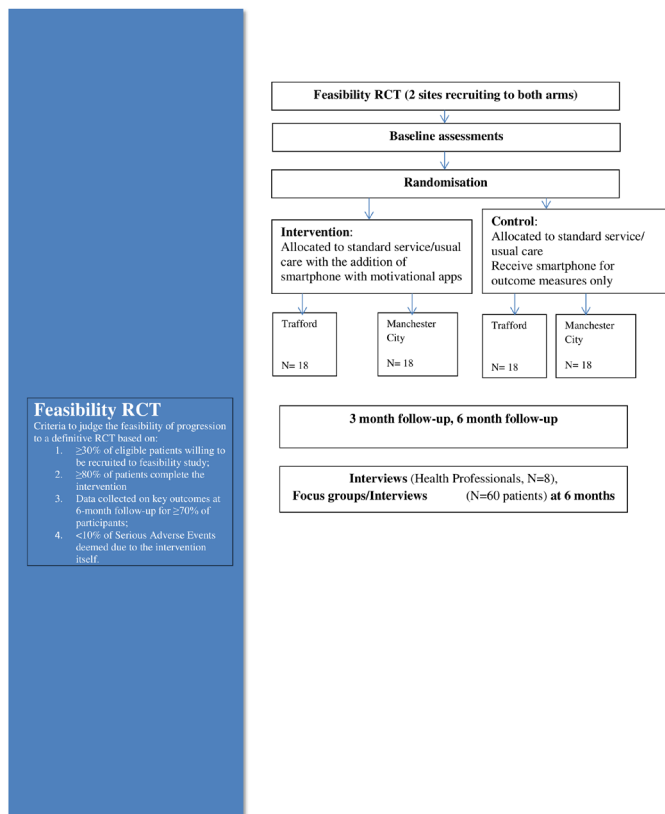 Feasibility RCT (2 sites recruiting to both arms)
Baseline assessments
Randomisation
Intervention:
Allocated to standard service/usual
care with the addition of
smartphone with motivational apps
Control:
Allocated to standard service/
usual care
Receive smartphone for
outcome measures only
Trafford
N= 18
Manchester
City
N= 18
Trafford
N= 18
Manchester
City
N= 18
Feasibility RCT
Criteria to judge the feasibility of progression
to a definitive RCT based on:
1. ≥30% of eligible patients willing to
be recruited to feasibility study;
2. ≥80% of patients complete the
intervention
3. Data collected on key outcomes at
6-month follow-up for ≥70% of
participants;
4. <10% of Serious Adverse Events
deemed due to the intervention
itself.
3 month follow-up, 6 month follow-up
Interviews (Health Professionals, N=8),
Focus groups/Interviews (N=60 patients) at 6 months